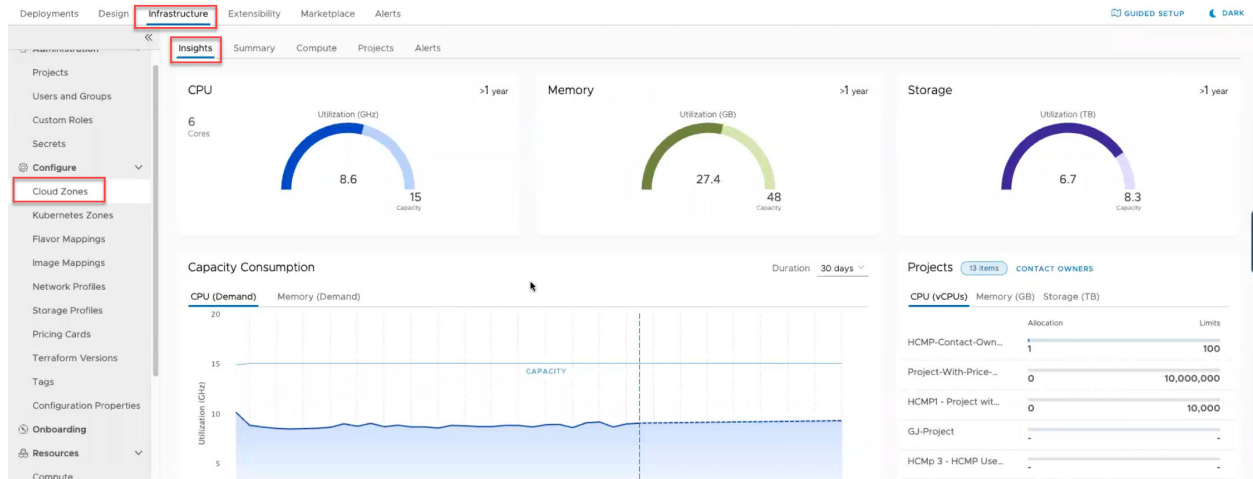 Deployments Design Infrastructure Extensibility Marketplace Alerts GUIDED SETUP DARK
Administration
Projects
Users and Groups
Custom Roles
Secrets
Configure
Cloud Zones
Kubernetes Zones
Flavor Mappings
Image Mappings
Network Profiles
Storage Profiles
Pricing Cards
Terraform Versions
Tags
Configuration Properties
Onboarding
Resources
Compute
Insights Summary Compute Projects Alerts
CPU >1 year
6
Cores
Utilization (GHz)
8.6
15
Capacity
Memory >1 year
Utilization (GB)
27.4
48
Capacity
Storage >1 year
Utilization (TB)
6.7
8.3
Capacity
Capacity Consumption Duration 30 days
CPU (Demand) Memory (Demand)
20
15
10
5
Utilization (GHz)
CAPACITY
Projects 13 items CONTACT OWNERS
CPU (vCPUs) Memory (GB) Storage (TB)
Allocation Limits
HCMP-Contact-Own...
1 100
Project-With-Price-...
0 10,000,000
HCMP1 - Project wit...
0 10,000
GJ-Project
- -
HCMp 3 - HCMP Use...
- -